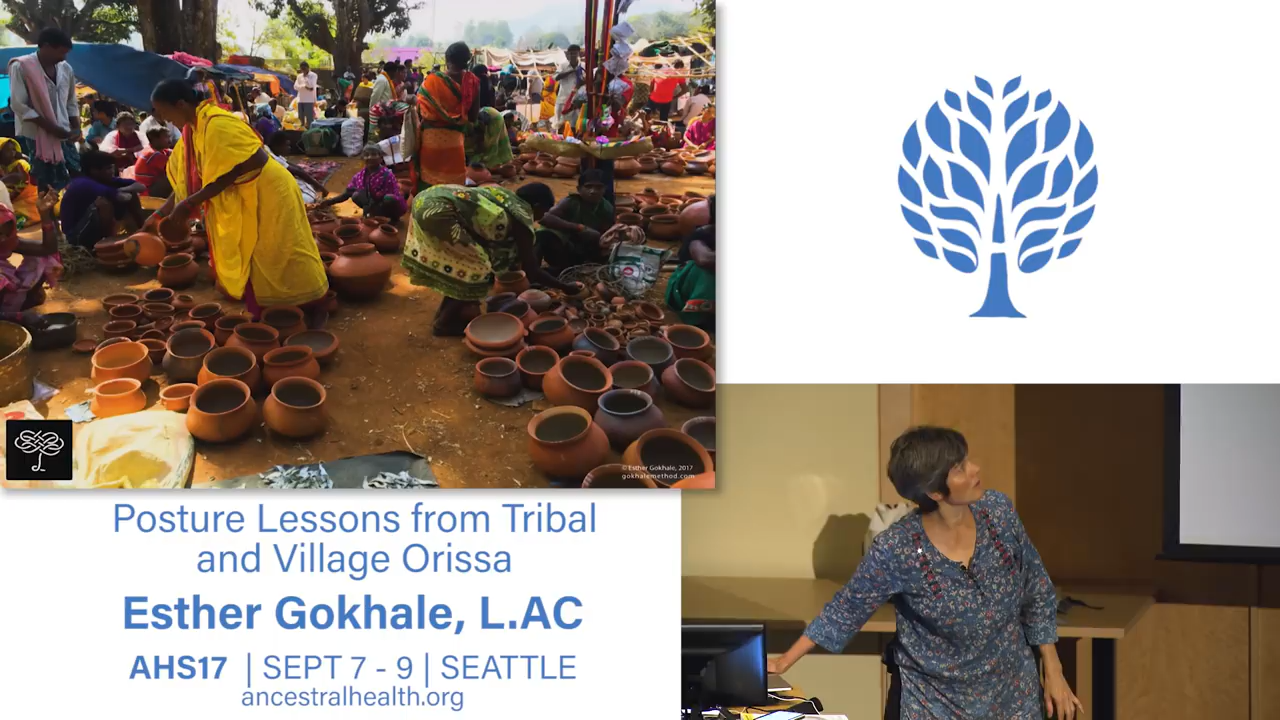 © Esther Gokhale, 2017
gokhalemethod.com
Posture Lessons from Tribal
and Village Orissa
Esther Gokhale, L.AC
AHS17 | SEPT 7 - 9 | SEATTLE
ancestralhealth.org